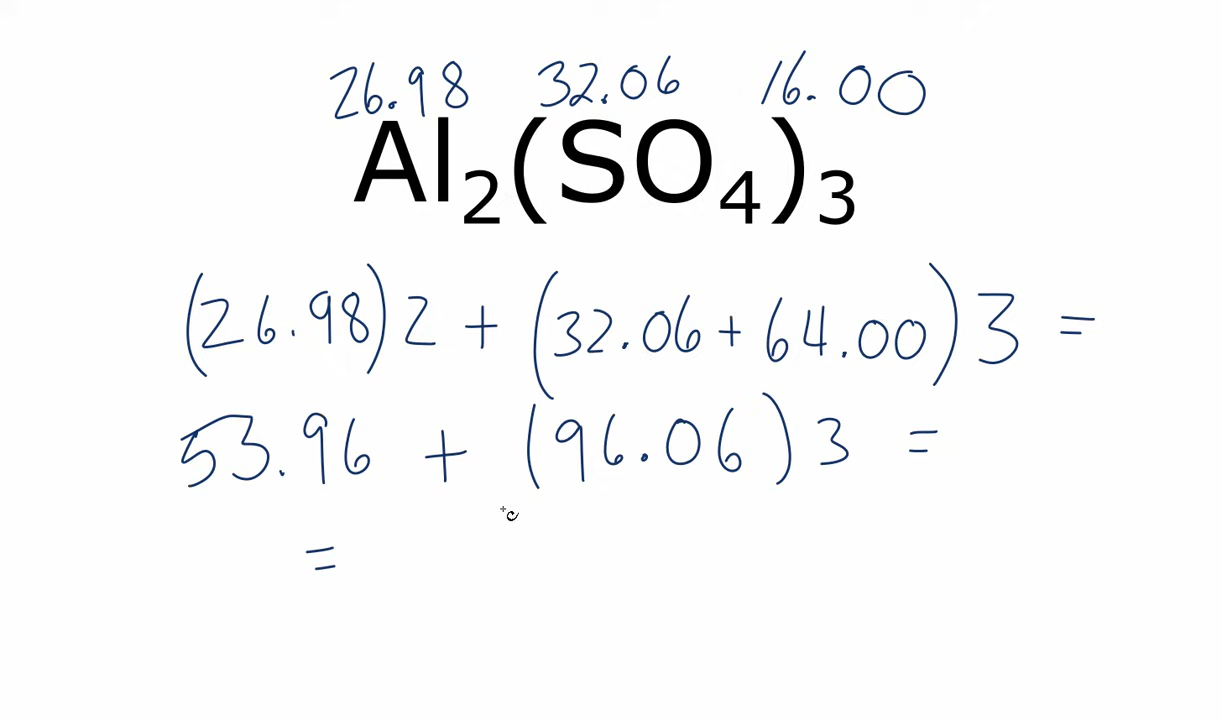 26.98 32.06 16.00
Al₂(SO₄)₃
(26.98)2 + (32.06 + 64.00)3 =
53.96 + (96.06)3 =
=